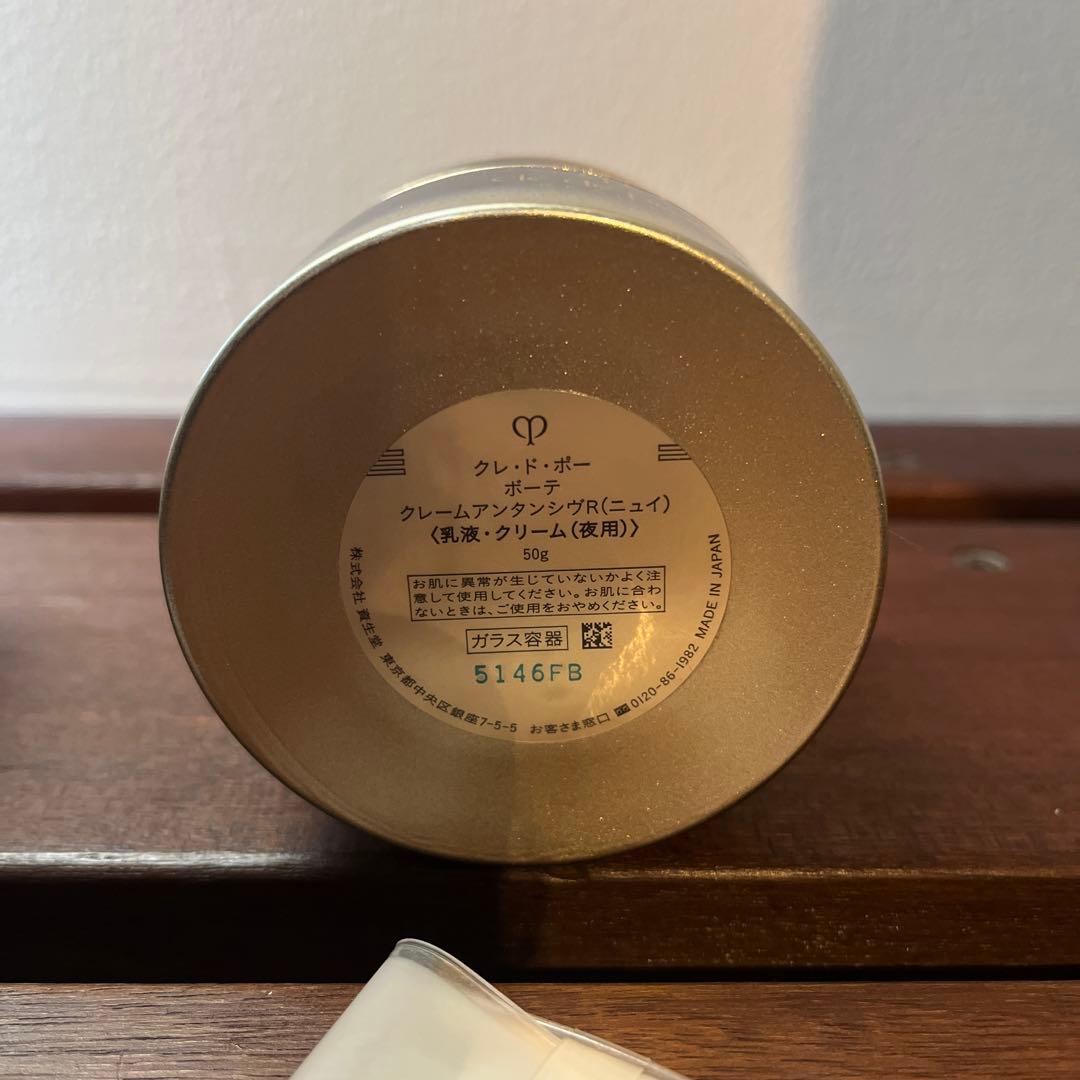 クレ・ド・ポー
ボーテ
クレームアンタンシヴR(ニュイ)
〈乳液・クリーム(夜用)〉
50g
お肌に異常が生じていないかよく注
意して使用してください。お肌に合わ
ないときは、ご使用をおやめください。
ガラス容器
5146FB
株式会社 資生堂 東京都中央区銀座7-5-5 お客さま窓口 0120-86-1982 MADE IN JAPAN